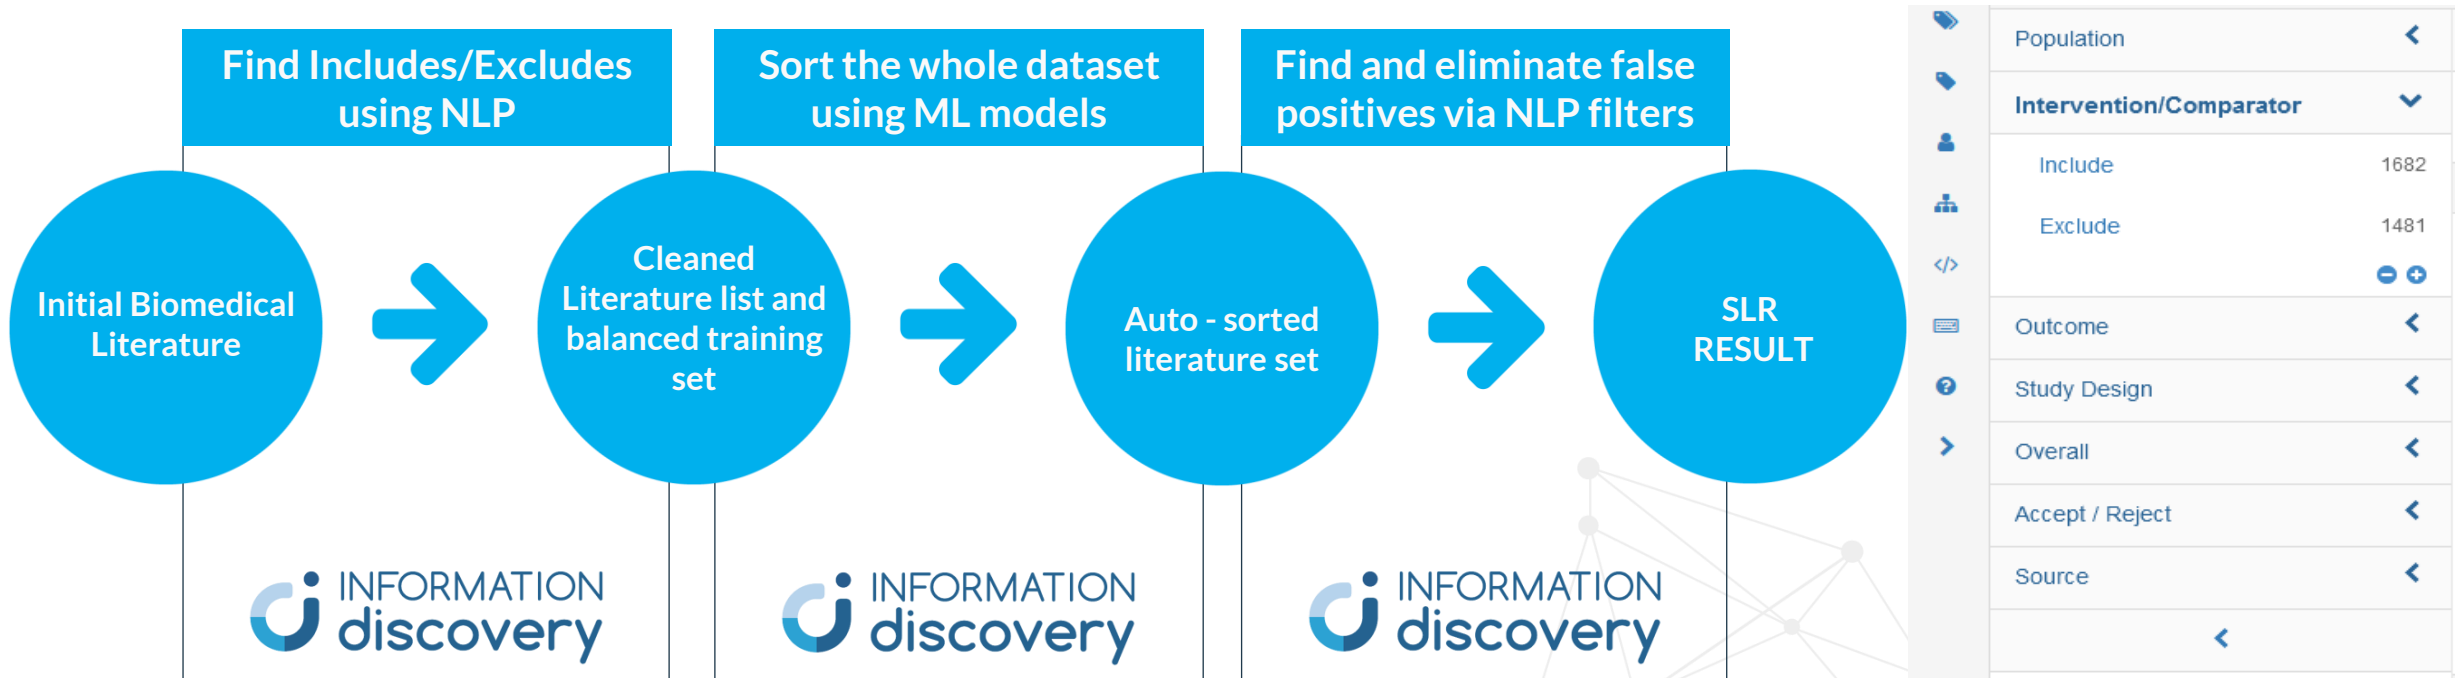 Find Includes/Excludes
using NLP
Sort the whole dataset
using ML models
Find and eliminate false
positives via NLP filters
Initial Biomedical
Literature
Cleaned
Literature list and
balanced training
set
Auto - sorted
literature set
SLR
RESULT
INFORMATION
discovery
INFORMATION
discovery
INFORMATION
discovery
Population
Intervention/Comparator
Include 1682
Exclude 1481
Outcome
Study Design
Overall
Accept / Reject
Source